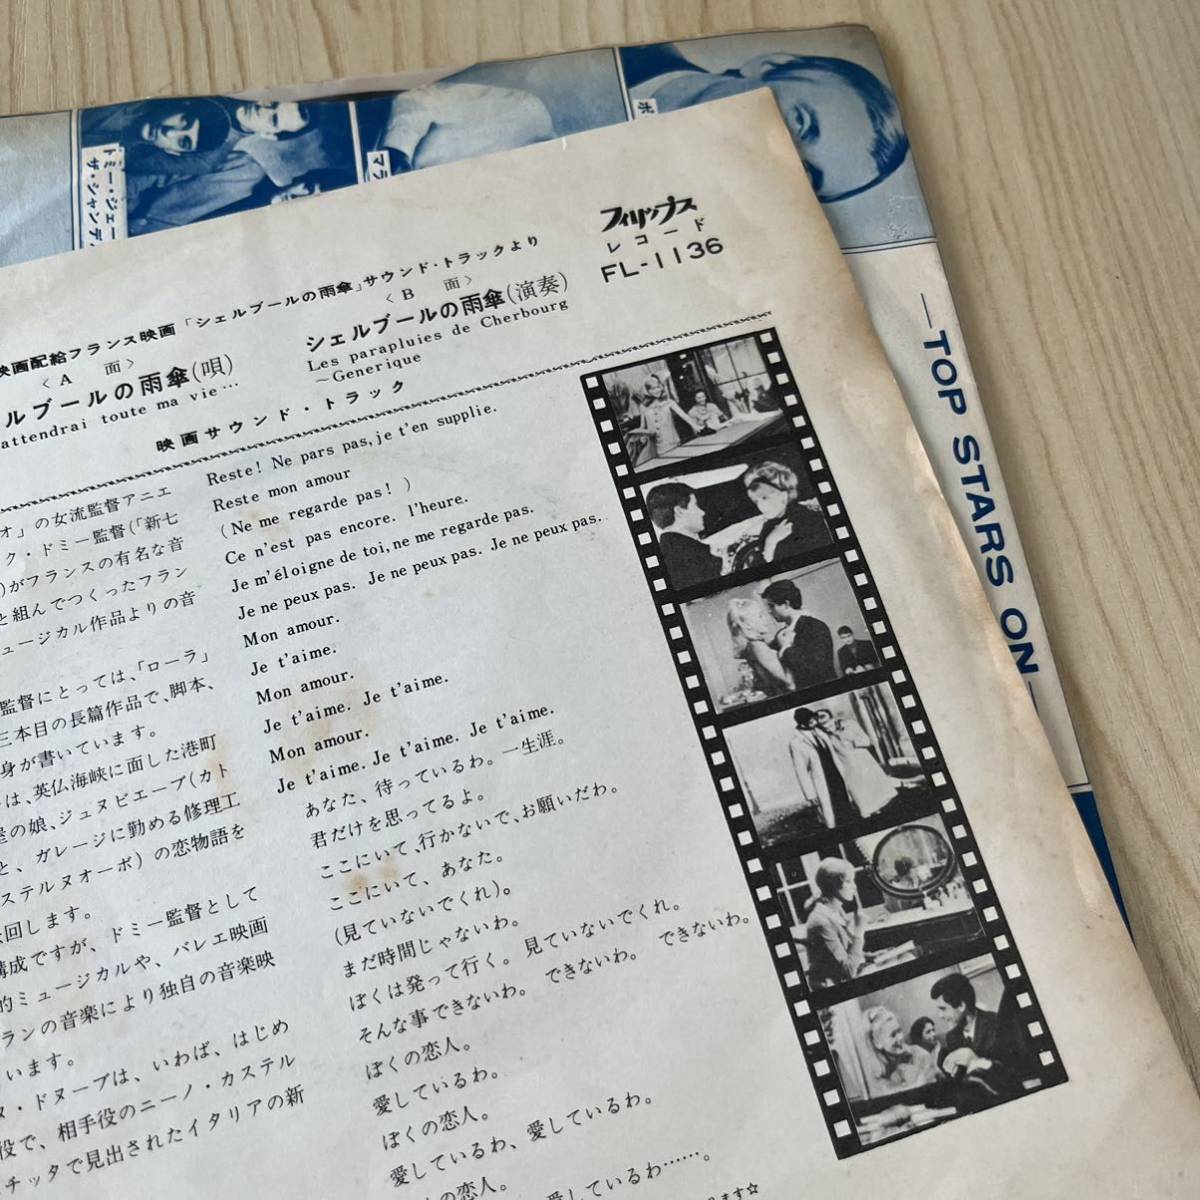 ドミー・ジェー
ザ・シャンデ
マラ
ポ
フィリップス
レコード
FL-1136
映画配給フランス映画「シェルブールの雨傘」サウンド・トラックより
〈A 面〉
ルブールの雨傘(唄)
attendrai toute ma vie…
〈B 面〉
シェルブールの雨傘(演奏)
Les parapluies de Cherbourg
〜Generique
映画サウンド・トラック
オ」の女流監督アニエ
ク・ドミー監督(「新七
)がフランスの有名な音
と組んでつくったフラン
ュージカル作品よりの音
監督にとっては、「ローラ」
三本目の長篇作品で、脚本、
身が書いています。
は、英仏海峡に面した港町
屋の娘、ジュヌビエーブ(カト
と、ガレージに勤める修理工
ステルヌオーボ)の恋物語を
回します。
構成ですが、ドミー監督として
的ミュージカルや、バレエ映画
ランの音楽により独自の音楽映
います。
ヌ・ドヌーブは、いわば、はじめ
役で、相手役のニーノ・カステル
チッタで見出されたイタリアの新
Reste! Ne pars pas, je t'en supplie.
Reste mon amour
(Ne me regarde pas! )
Ce n'est pas encore. l'heure.
Je m'éloigne de toi, ne me regarde pas.
Je ne peux pas. Je ne peux pas. Je ne peux pas.
Mon amour.
Je t'aime.
Mon amour.
Je t'aime. Je t'aime.
Mon amour.
Je t'aime. Je t'aime. Je t'aime.
あなた、待っているわ。一生涯。
君だけを思ってるよ。
ここにいて、行かないで、お願いだわ。
ここにいて、あなた。
(見ていないでくれ)。
まだ時間じゃないわ。
ぼくは発って行く。見ていないでくれ。
そんな事できないわ。 できないわ。 できないわ。
ぼくの恋人。
愛しているわ。
ぼくの恋人。
愛しているわ、愛しているわ。
の恋人。
愛しているわ……。
ます☆
—TOP STARS ON—